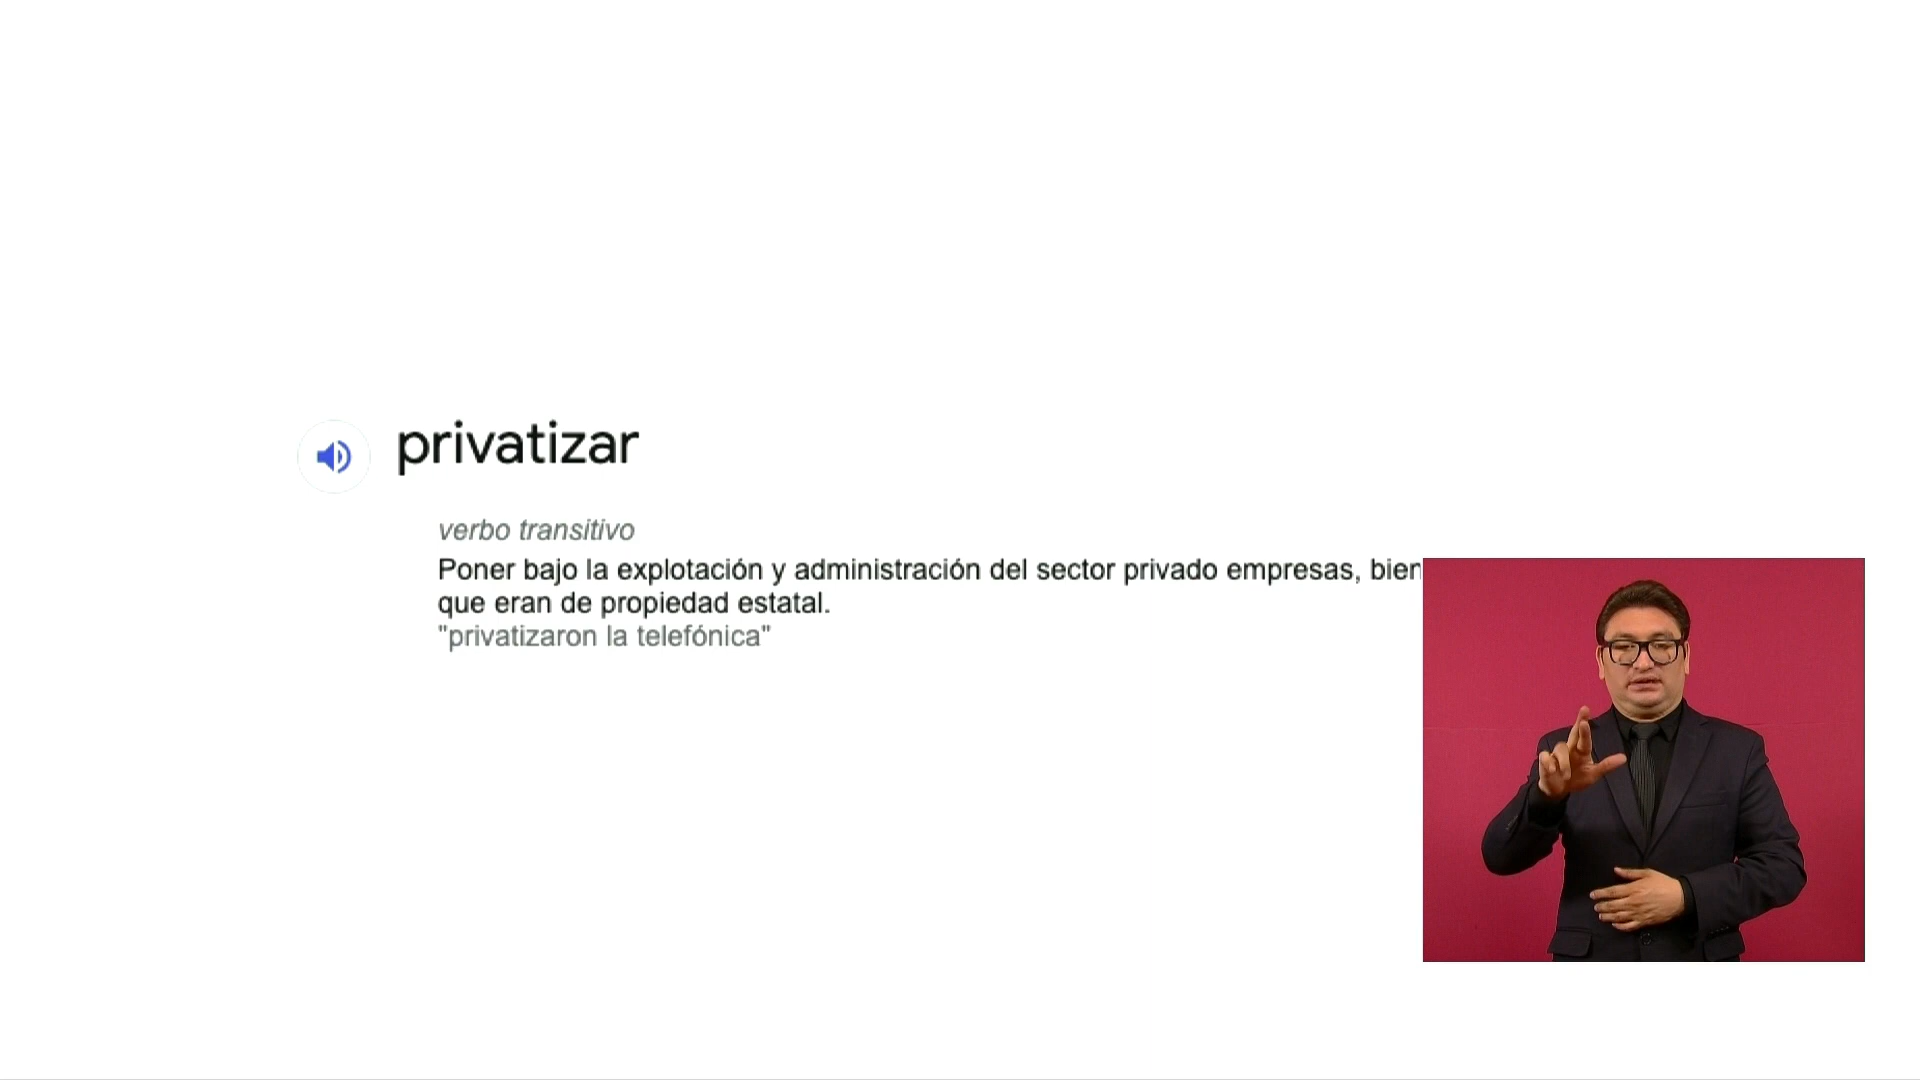 privatizar
verbo transitivo
Poner bajo la explotación y administración del sector privado empresas, bien
que eran de propiedad estatal.
"privatizaron la telefónica"